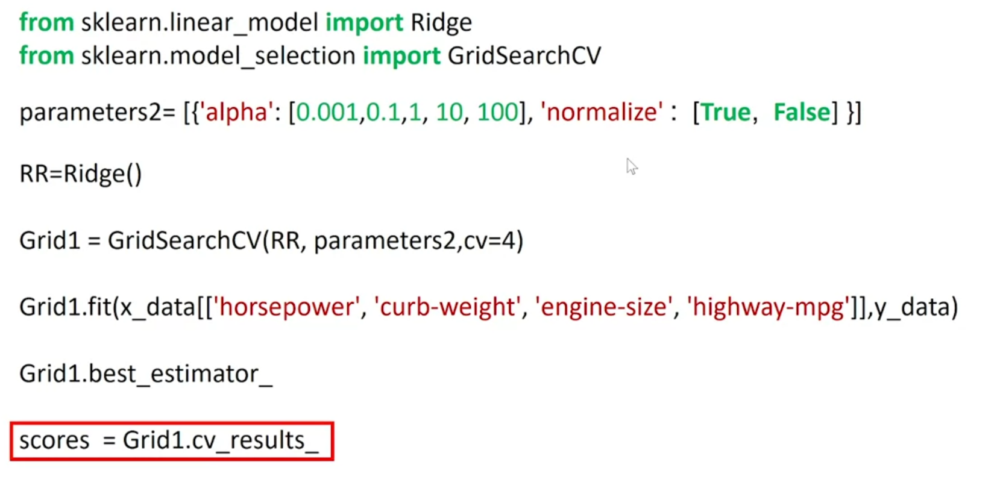 from sklearn.linear_model import Ridge
from sklearn.model_selection import GridSearchCV
parameters2= [{'alpha': [0.001,0.1,1, 10, 100], 'normalize' : [True, False] }]
RR=Ridge()
Grid1 = GridSearchCV(RR, parameters2,cv=4)
Grid1.fit(x_data[['horsepower', 'curb-weight', 'engine-size', 'highway-mpg']],y_data)
Grid1.best_estimator_
scores = Grid1.cv_results_